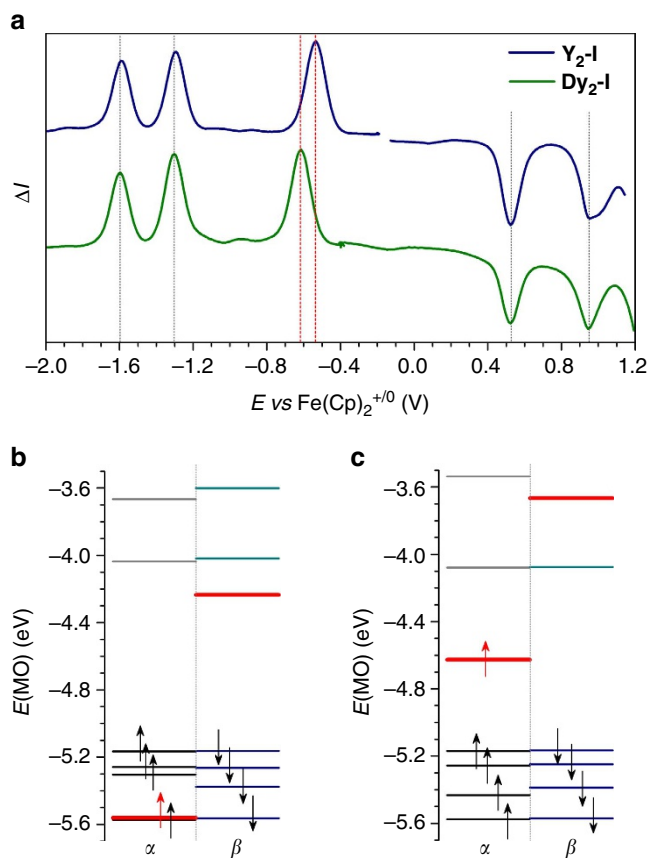 a
Y₂-I
Dy₂-I
ΔI
−2.0 −1.6 −1.2 −0.8 −0.4 0.0 0.4 0.8 1.2
E vs Fe(Cp)₂⁺/⁰ (V)
b
−3.6
−4.0
−4.4
−4.8
−5.2
−5.6
E(MO) (eV)
α β
c
−3.6
−4.0
−4.4
−4.8
−5.2
−5.6
E(MO) (eV)
α β